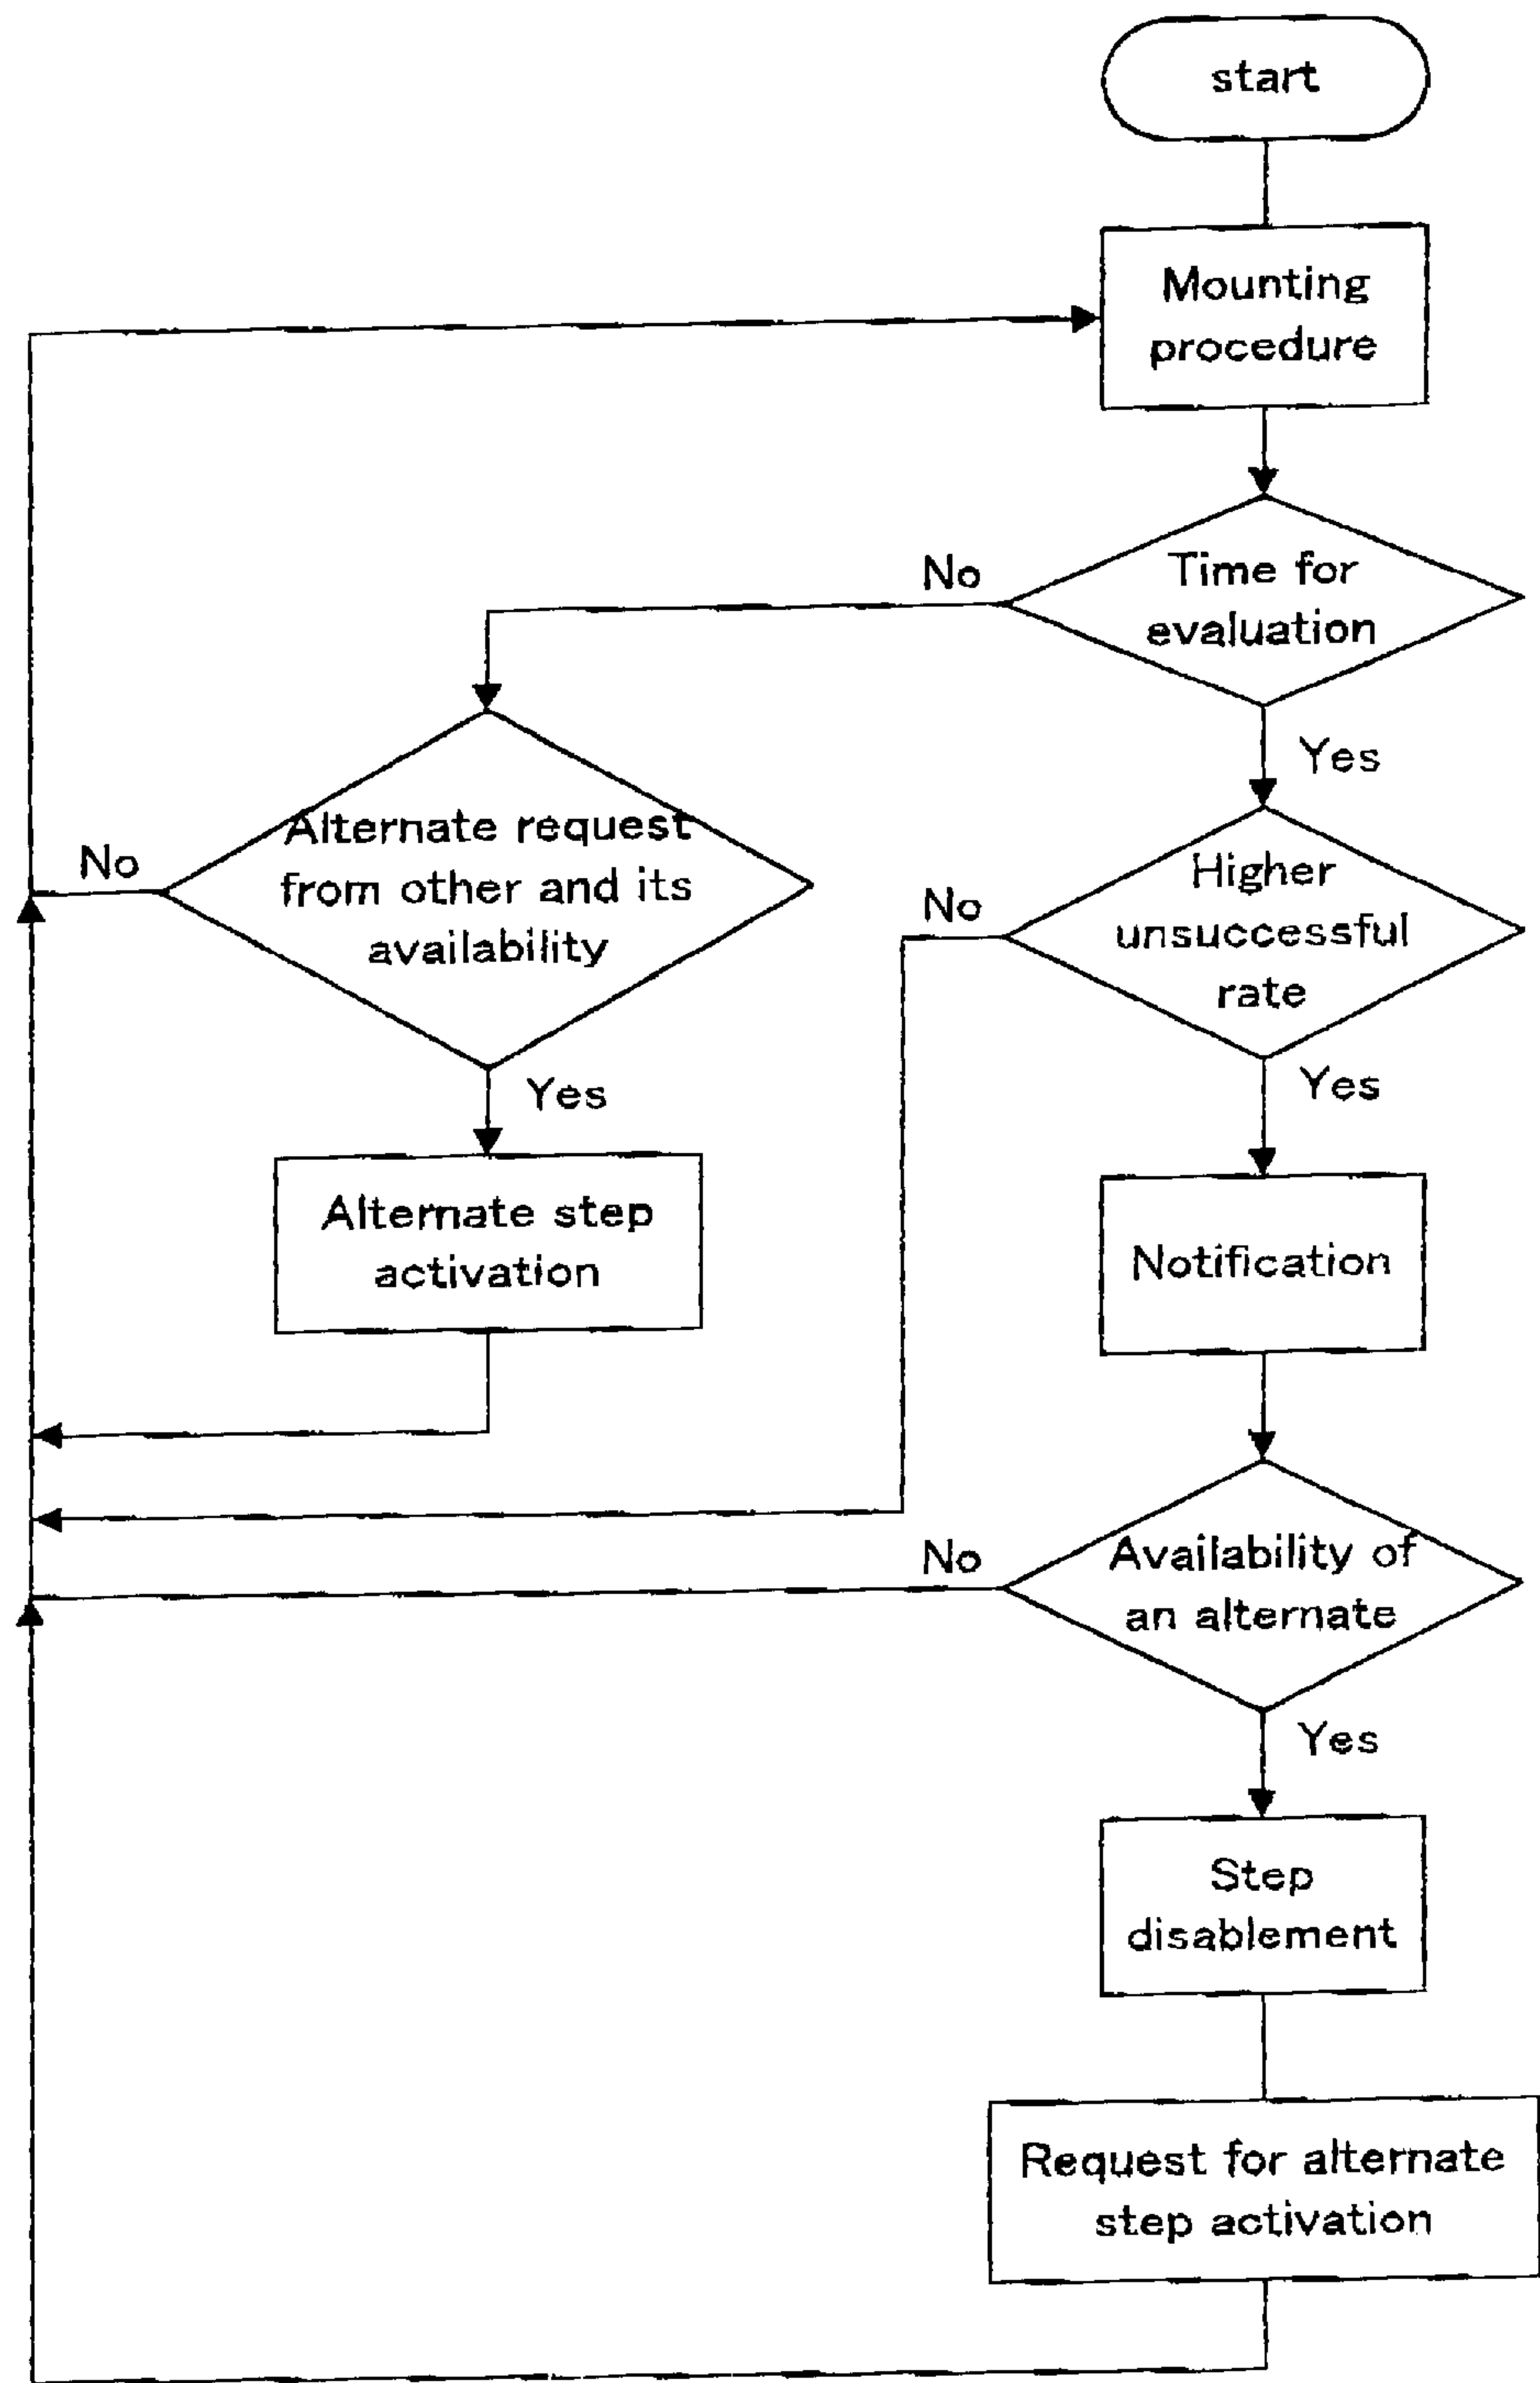 start
Mounting
procedure
No
Time for
evaluation
Yes
No
Alternate request
from other and its
availability
No
Higher
unsuccessful
rate
Yes
Yes
Alternate step
activation
Notification
No
Availability of
an alternate
Yes
Step
disablement
Request for alternate
step activation